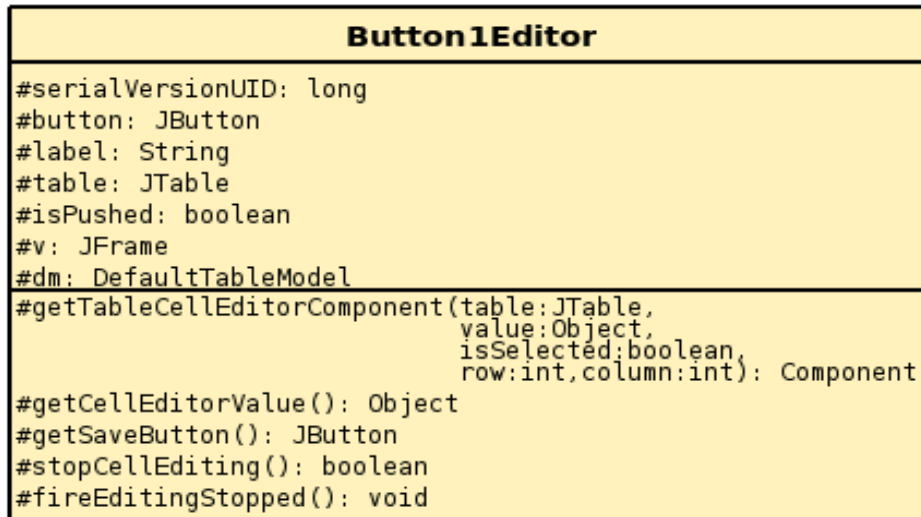 Button1Editor
#serialVersionUID: long
#button: JButton
#label: String
#table: JTable
#isPushed: boolean
#v: JFrame
#dm: DefaultTableModel
#getTableCellEditorComponent(table:JTable,
value:Object,
isSelected:boolean,
row:int,column:int): Component
#getCellEditorValue(): Object
#getSaveButton(): JButton
#stopCellEditing(): boolean
#fireEditingStopped(): void